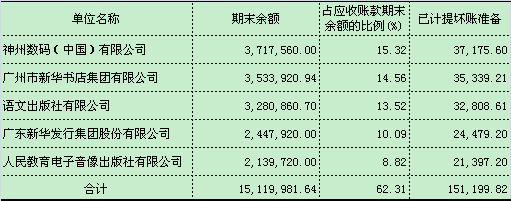 单位名称 期末余额 占应收账款期末余额的比例(%) 已计提坏账准备
神州数码(中国)有限公司 3,717,560.00 15.32 37,175.60
广州市新华书店集团有限公司 3,533,920.94 14.56 35,339.21
语文出版社有限公司 3,280,860.70 13.52 32,808.61
广东新华发行集团股份有限公司 2,447,920.00 10.09 24,479.20
人民教育电子音像出版社有限公司 2,139,720.00 8.82 21,397.20
合计 15,119,981.64 62.31 151,199.82